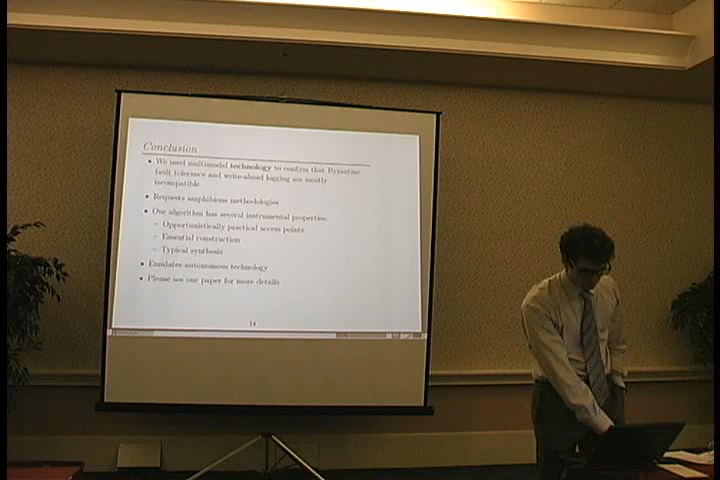 Conclusion
• We used multimodal technology to confirm that Byzantine
fault tolerance and write-ahead logging are mostly
incompatible
• Requests amphibious methodologies
• Our algorithm has several instrumental properties:
– Opportunistically practical access points
– Essential construction
– Typical synthesis
• Emulates autonomous technology
• Please see our paper for more details
14